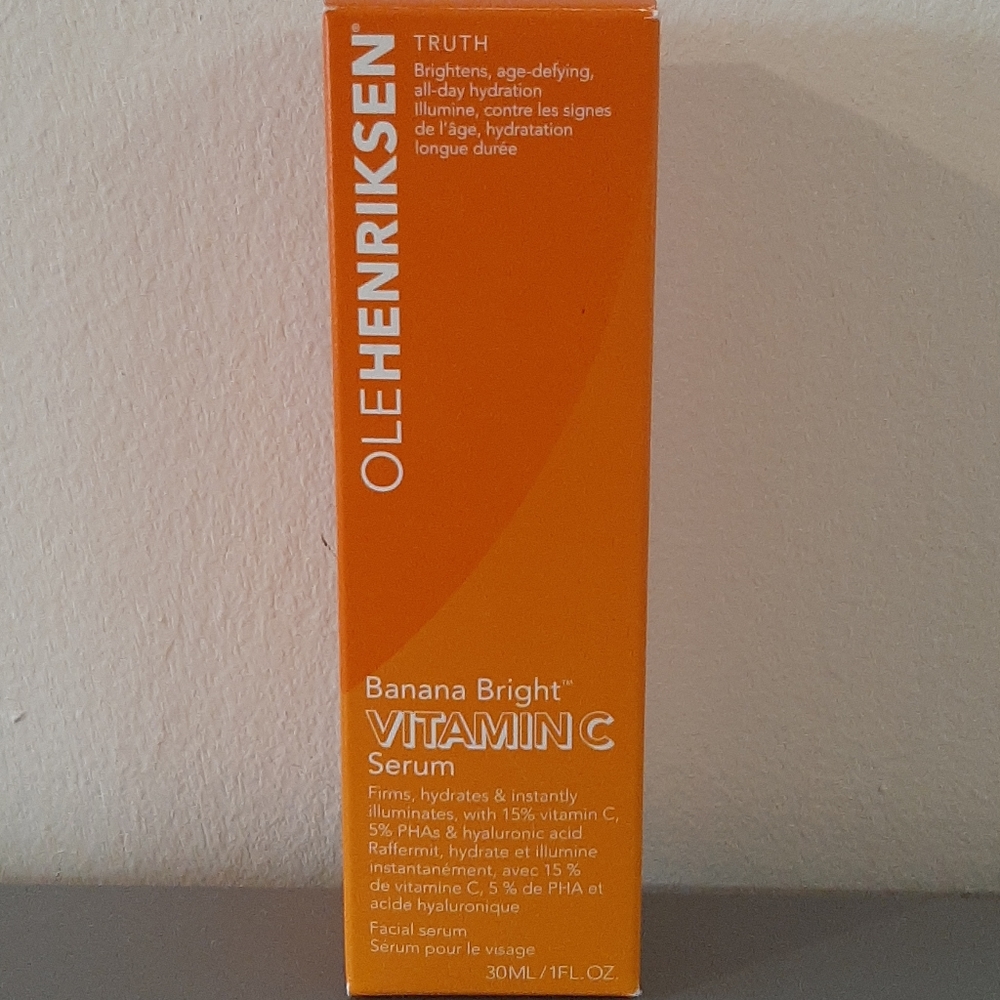 OLEHENRIKSEN®
TRUTH
Brightens, age-defying,
all-day hydration
Illumine, contre les signes
de l'âge, hydratation
longue durée
Banana Bright™
VITAMIN C
Serum
Firms, hydrates & instantly
illuminates, with 15% vitamin C,
5% PHAs & hyaluronic acid
Raffermit, hydrate et illumine
instantanément, avec 15 %
de vitamine C, 5 % de PHA et
acide hyaluronique
Facial serum
Sérum pour le visage
30ML/1FL.OZ.